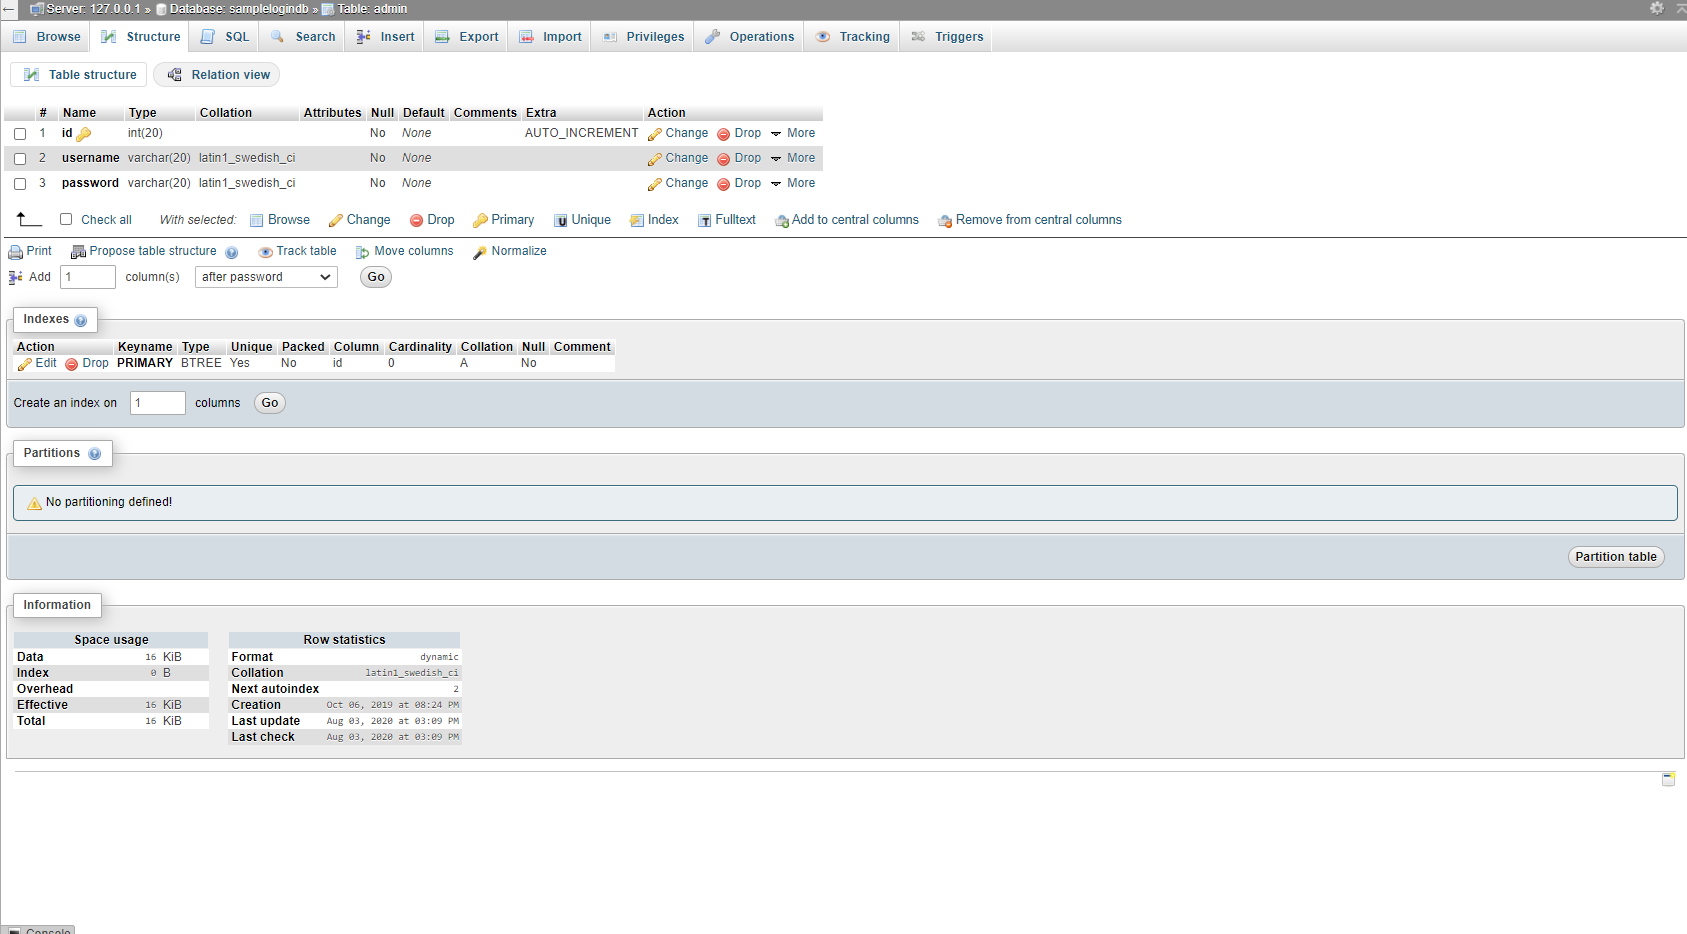 Server: 127.0.0.1 » Database: samplelogindb » Table: admin
Browse Structure SQL Search Insert Export Import Privileges Operations Tracking Triggers
Table structure Relation view
# Name Type Collation Attributes Null Default Comments Extra Action
1 id int(20) No None AUTO_INCREMENT Change Drop More
2 username varchar(20) latin1_swedish_ci No None Change Drop More
3 password varchar(20) latin1_swedish_ci No None Change Drop More
Check all With selected: Browse Change Drop Primary Unique Index Fulltext Add to central columns Remove from central columns
Print Propose table structure Track table Move columns Normalize
Add 1 column(s) after password Go
Indexes
Action Keyname Type Unique Packed Column Cardinality Collation Null Comment
Edit Drop PRIMARY BTREE Yes No id 0 A No
Create an index on 1 columns Go
Partitions
No partitioning defined!
Partition table
Information
Space usage
Data 16 KiB
Index 0 B
Overhead
Effective 16 KiB
Total 16 KiB
Row statistics
Format dynamic
Collation latin1_swedish_ci
Next autoindex 2
Creation Oct 06, 2019 at 08:24 PM
Last update Aug 03, 2020 at 03:09 PM
Last check Aug 03, 2020 at 03:09 PM
Console